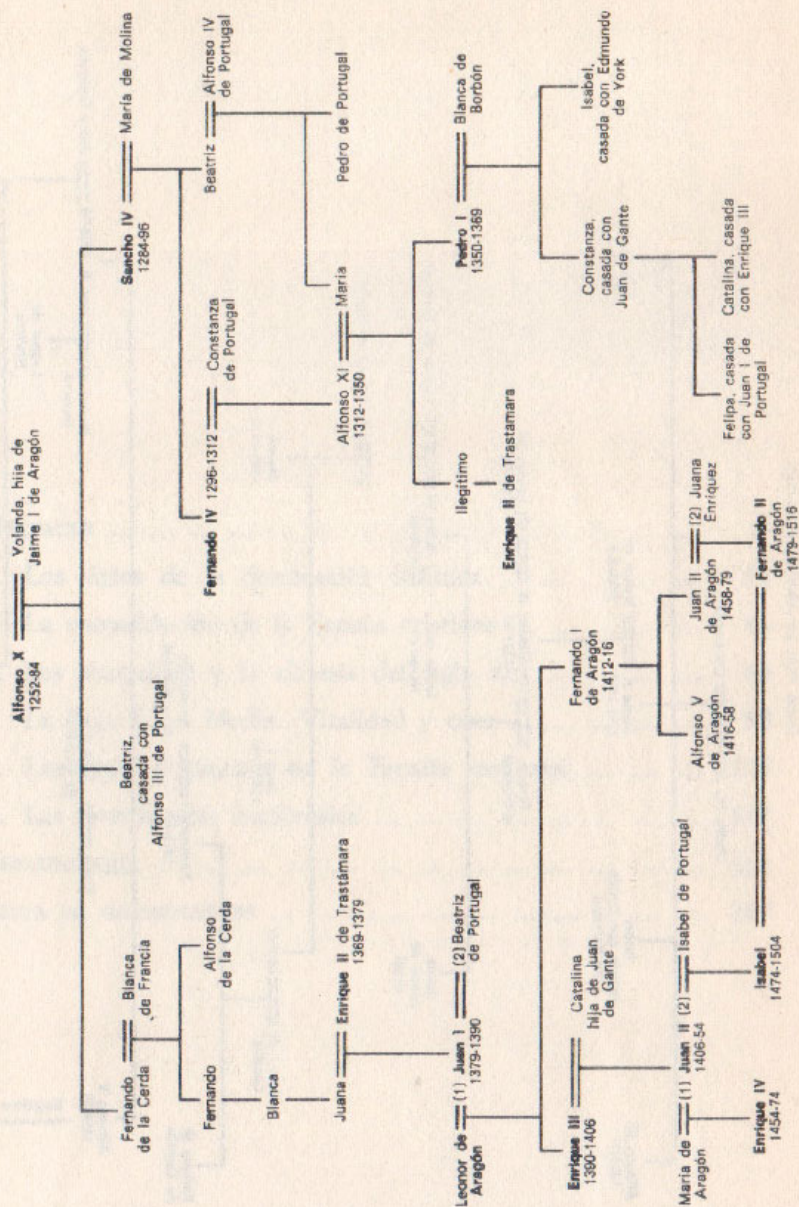 Alfonso X
1252-84
Yolanda, hija de
Jaime I de Aragón
Fernando
de la Cerda
Blanca
de Francia
Beatriz,
casada con
Alfonso III de Portugal
Sancho IV
1284-96
María de Molina
Fernando
Alfonso
de la Cerda
Fernando IV 1296-1312
Constanza
de Portugal
Beatriz
Alfonso IV
de Portugal
Blanca
Alfonso XI
1312-1350
María
Pedro de Portugal
Juana
Enrique II de Trastámara
1369-1379
Ilegítimo
Enrique II de Trastamara
Pedro I
1350-1369
Blanca de
Borbón
Leonor de
Aragón
(1) Juan I
1379-1390
(2) Beatriz
de Portugal
Constanza,
casada con
Juan de Gante
Isabel,
casada con Edmundo
de York
Enrique III
1390-1406
Catalina
hija de Juan
de Gante
Fernando
de Aragón
1412-16
Felipa, casada
con Juan I de
Portugal
Catalina, casada
con Enrique III
María de
Aragón
(1) Juan II (2)
1406-54
Isabel de Portugal
Alfonso V
de Aragón
1416-58
Juan II
de Aragón
1458-79
(2) Juana
Enríquez
Enrique IV
1454-74
Isabel
1474-1504
Fernando II
de Aragón
1479-1516